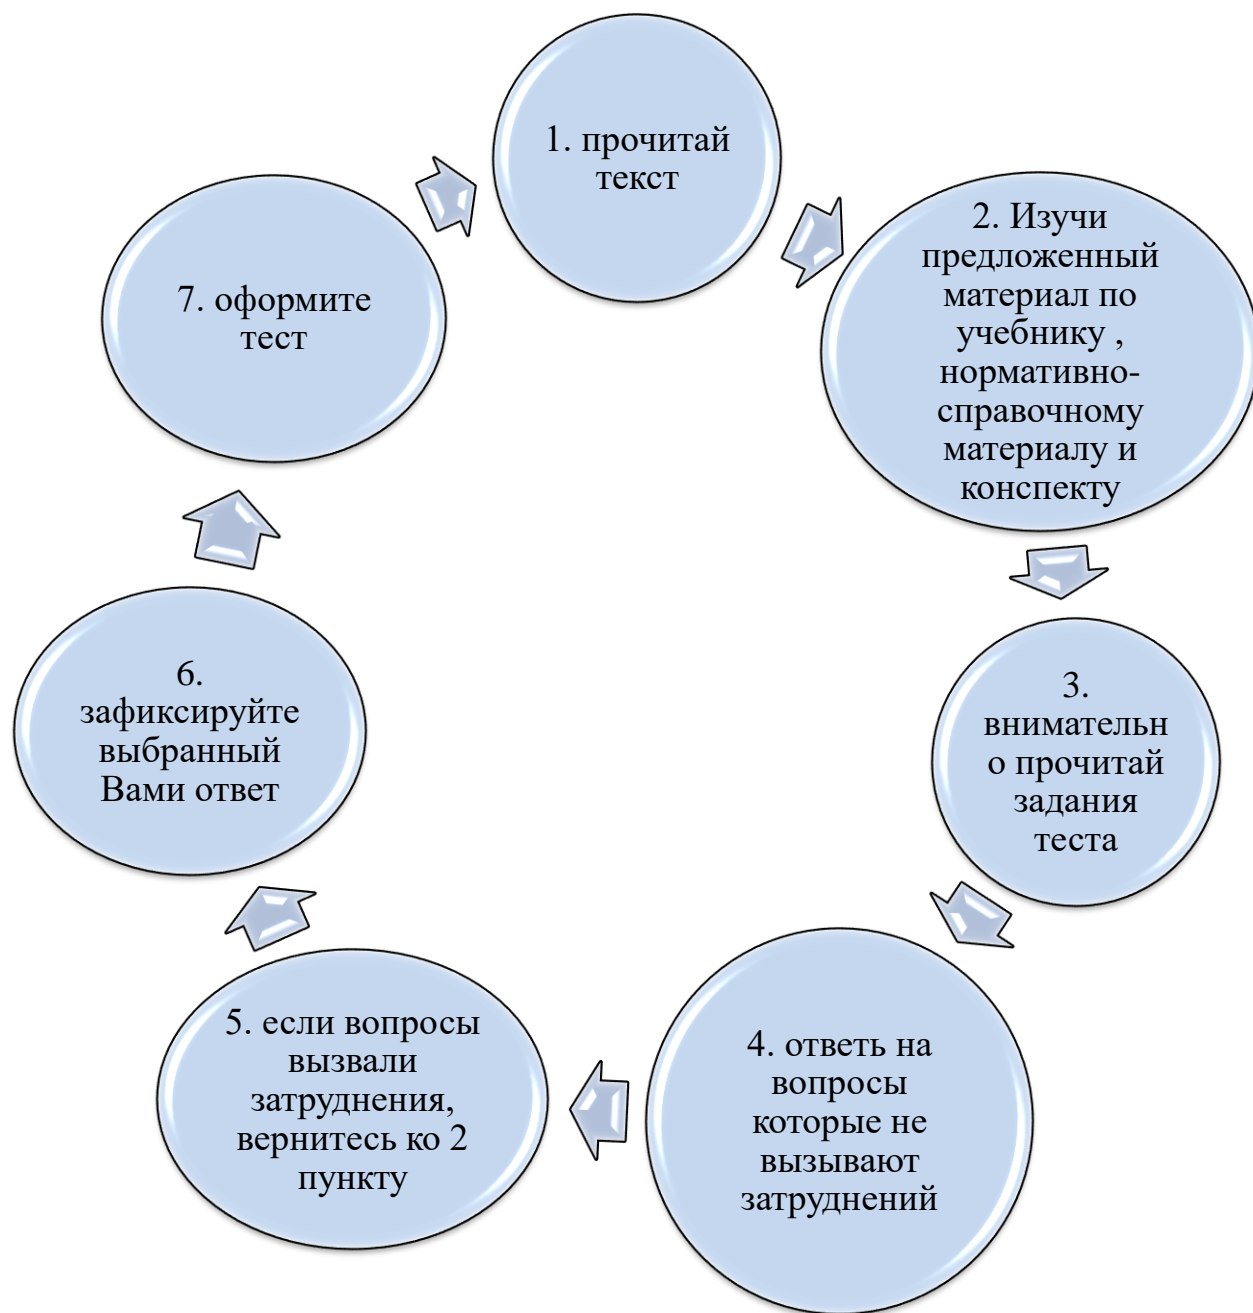 1. прочитай
текст
2. Изучи
предложенный
материал по
учебнику ,
нормативно-
справочному
материалу и
конспекту
3.
внимательн
о прочитай
задания
теста
4. ответь на
вопросы
которые не
вызывают
затруднений
5. если вопросы
вызвали
затруднения,
вернитесь ко 2
пункту
6.
зафиксируйте
выбранный
Вами ответ
7. оформите
тест